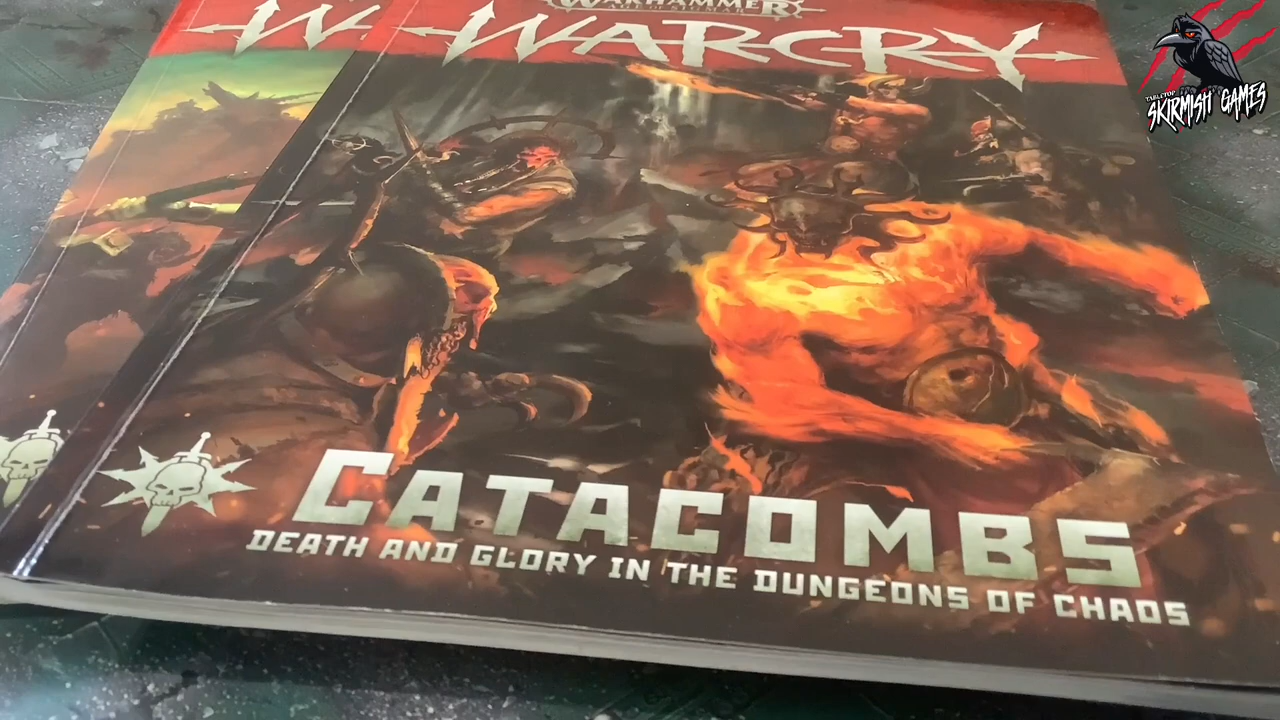 WARHAMMER
W
WARCRY
CATACOMBS
DEATH AND GLORY IN THE DUNGEONS OF CHAOS
TABLETOP
SKIRMISH GAMES